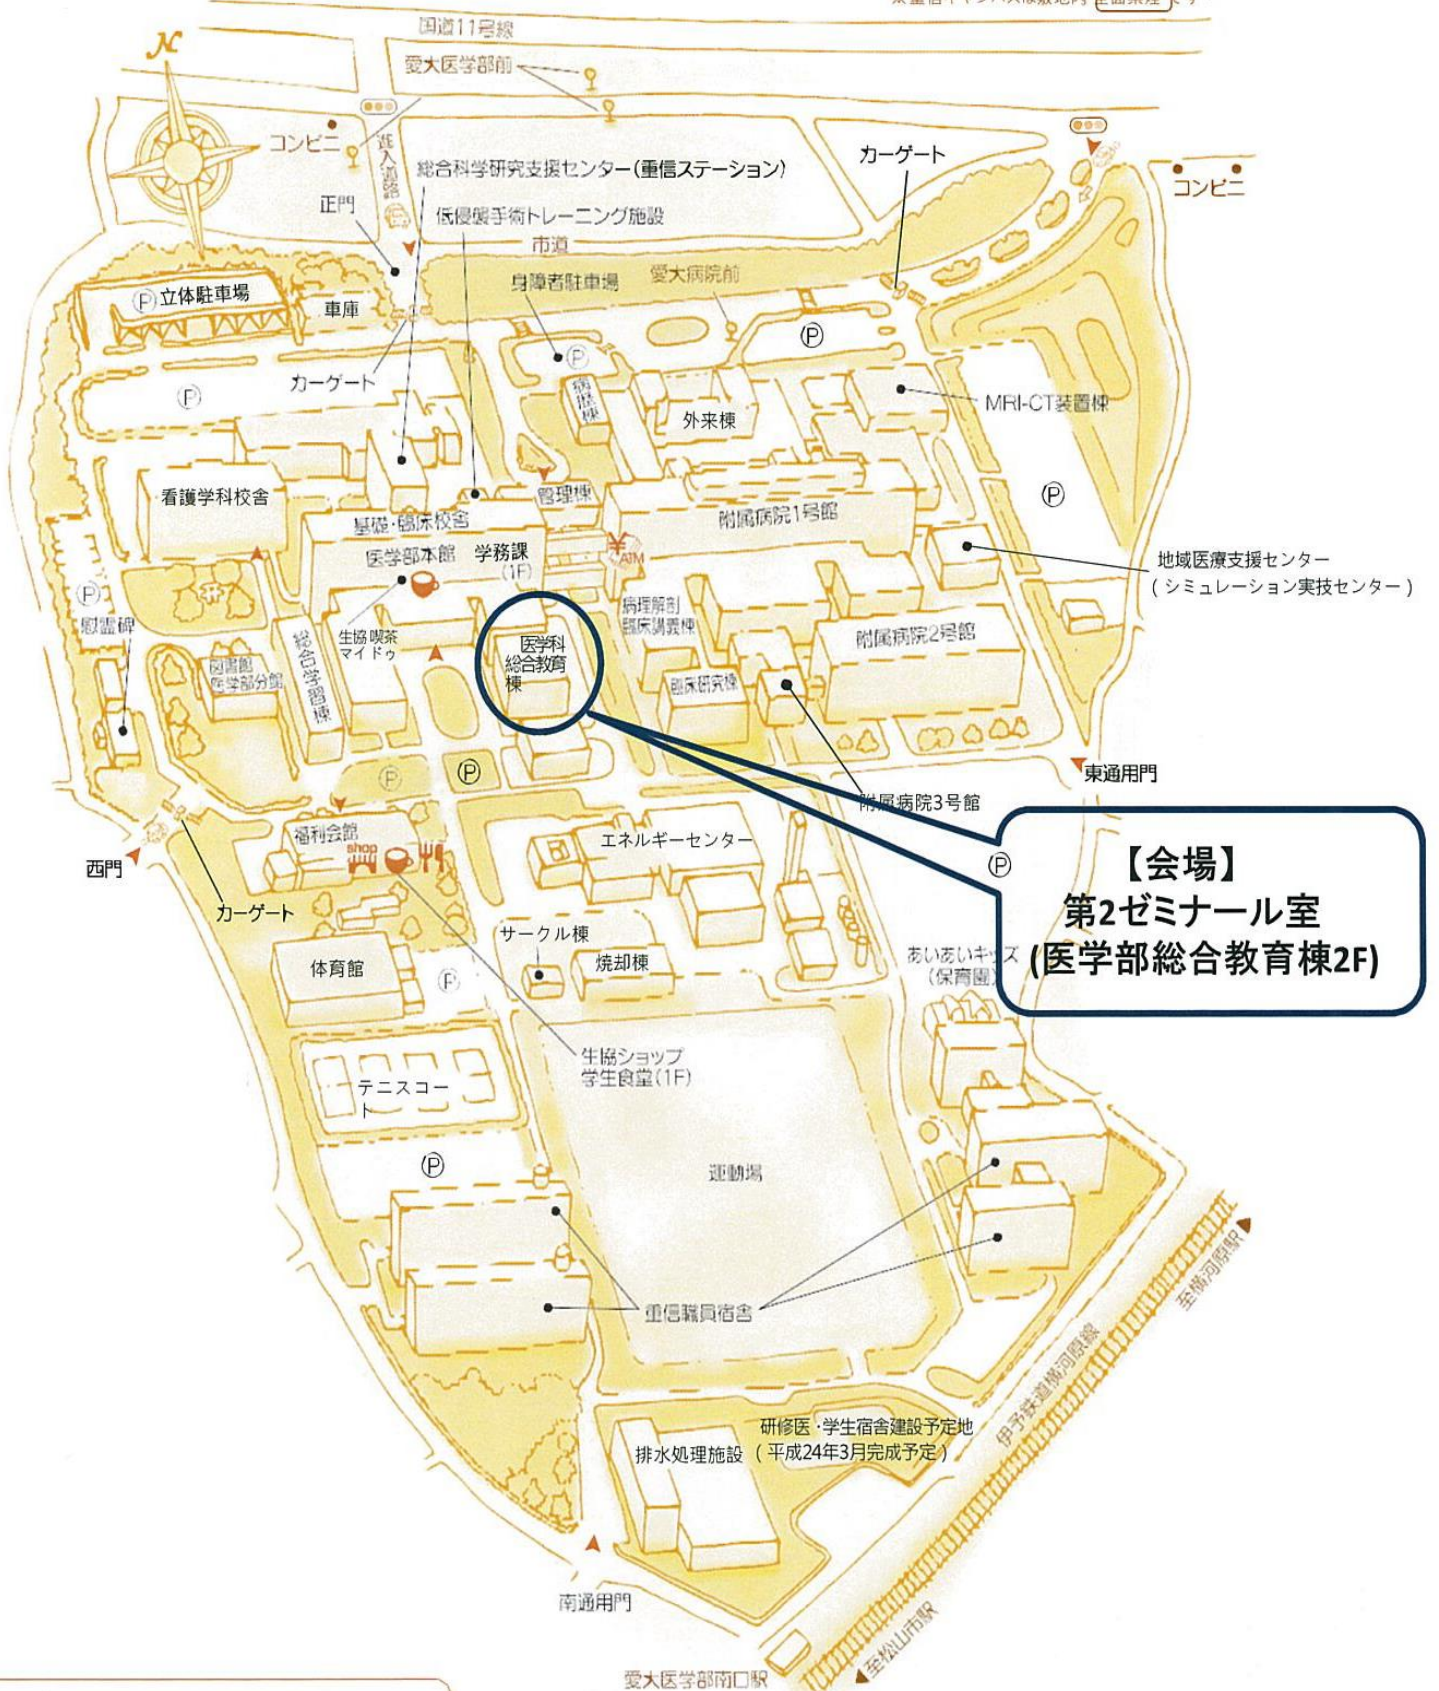 国道11号線
愛大医学部前
コンビニ
進入道路
総合科学研究支援センター(重信ステーション)
カーゲート
コンビニ
正門
低侵襲手術トレーニング施設
市道
身障者駐車場
愛大病院前
P 立体駐車場
車庫
P
P
カーゲート
P
病歴棟
外来棟
MRI-CT装置棟
看護学科校舎
管理棟
P
基礎・臨床校舎
附属病院1号館
医学部本館
学務課
(1F)
ATM
地域医療支援センター
(シミュレーション実技センター)
P
慰霊碑
生協喫茶
マイドゥ
医学科
総合教育
棟
病理解剖
臨床講義棟
附属病院2号館
図書館
医学部分館
総合学習棟
臨床研究棟
P
P
東通用門
附属病院3号館
福利会館
shop
エネルギーセンター
西門
P
【会場】
第2ゼミナール室
(医学部総合教育棟2F)
カーゲート
サークル棟
体育館
焼却棟
あいあいキッズ
(保育園)
P
生協ショップ
学生食堂(1F)
テニスコー
ト
P
運動場
至横河原駅
重信職員宿舎
伊予鉄道横河原線
研修医・学生宿舎建設予定地
(平成24年3月完成予定)
排水処理施設
南通用門
至松山市駅
愛大医学部南口駅